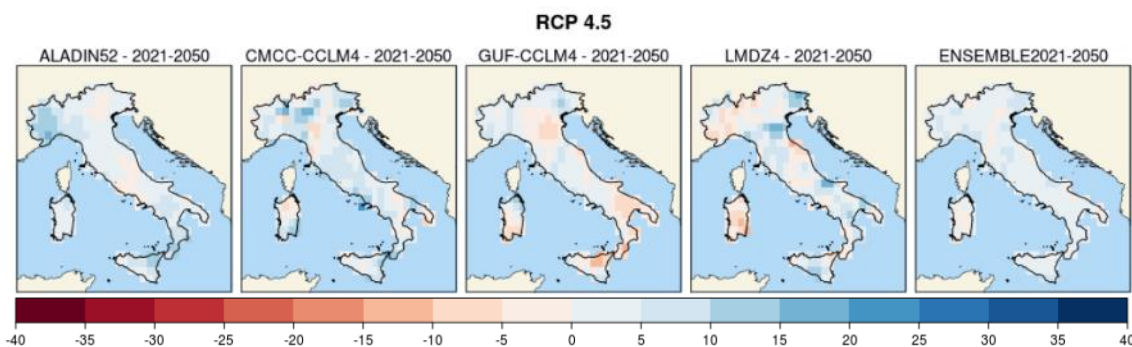 RCP 4.5
ALADIN52 - 2021-2050 CMCC-CCLM4 - 2021-2050 GUF-CCLM4 - 2021-2050 LMDZ4 - 2021-2050 ENSEMBLE2021-2050
-40 -35 -30 -25 -20 -15 -10 -5 0 5 10 15 20 25 30 35 40